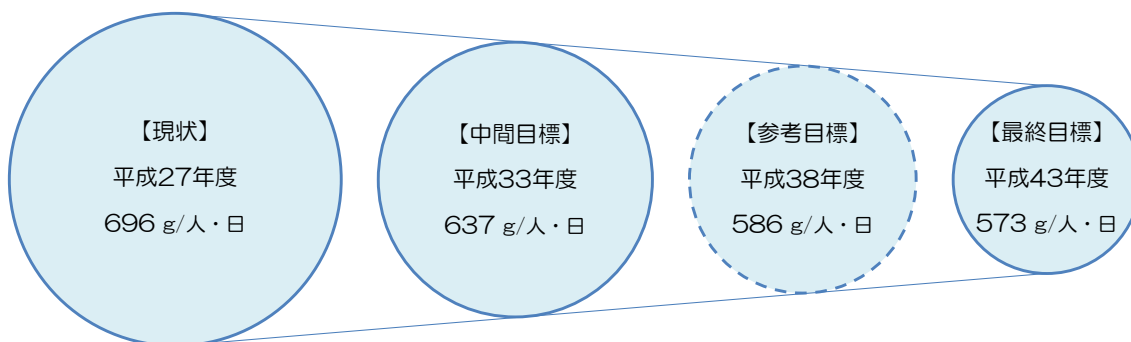 【現状】
平成27年度
696 g/人・日
【中間目標】
平成33年度
637 g/人・日
【参考目標】
平成38年度
586 g/人・日
【最終目標】
平成43年度
573 g/人・日